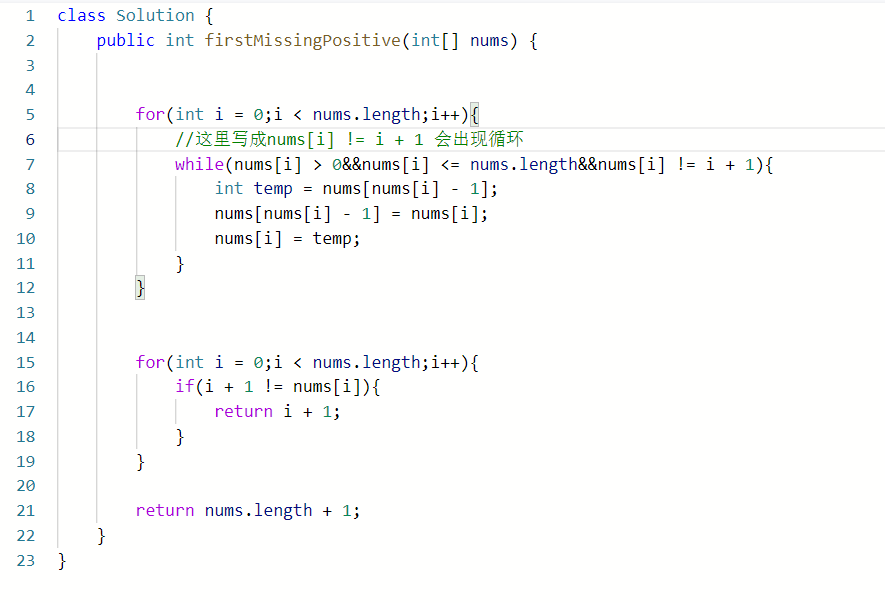 1 class Solution {
2     public int firstMissingPositive(int[] nums) {
3
4
5         for(int i = 0;i < nums.length;i++){
6             //这里写成nums[i] != i + 1 会出现循环
7             while(nums[i] > 0&&nums[i] <= nums.length&&nums[i] != i + 1){
8                 int temp = nums[nums[i] - 1];
9                 nums[nums[i] - 1] = nums[i];
10                 nums[i] = temp;
11             }
12         }
13
14
15         for(int i = 0;i < nums.length;i++){
16             if(i + 1 != nums[i]){
17                 return i + 1;
18             }
19         }
20
21         return nums.length + 1;
22     }
23 }